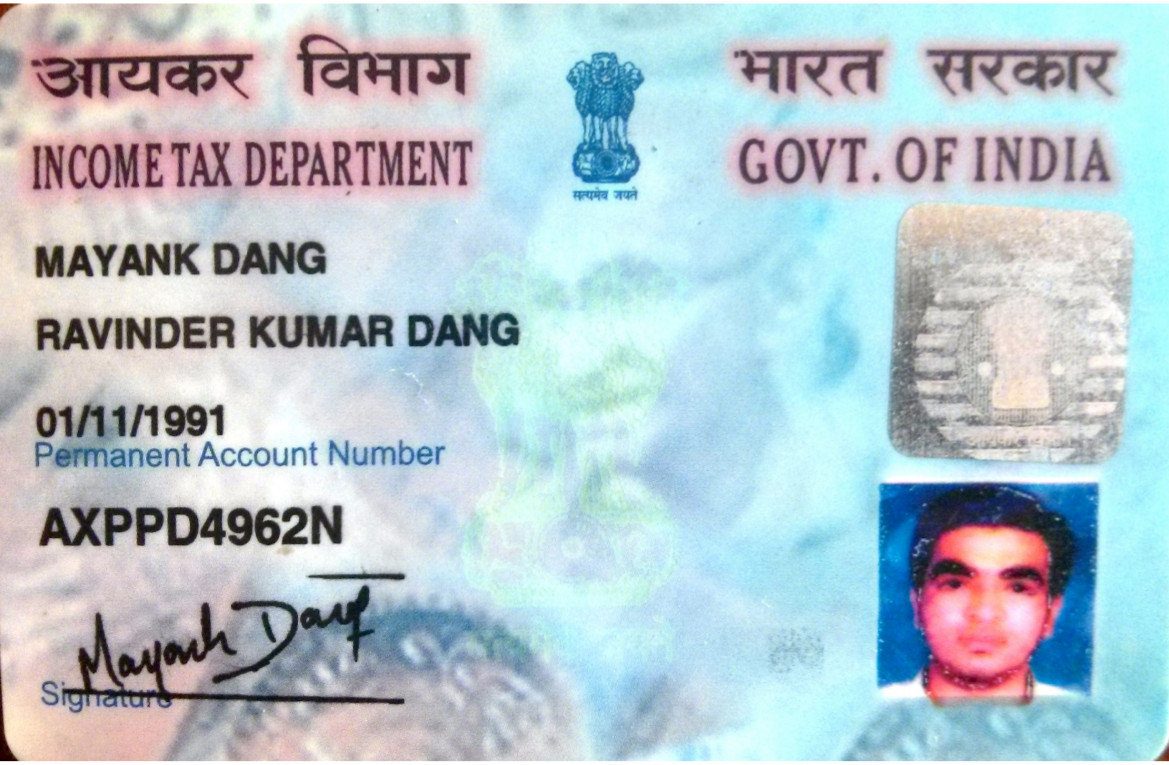 आयकर विभाग
भारत सरकार
INCOME TAX DEPARTMENT
GOVT. OF INDIA
सत्यमेव जयते
MAYANK DANG
RAVINDER KUMAR DANG
01/11/1991
Permanent Account Number
AXPPD4962N
Mayank Dang
Signature